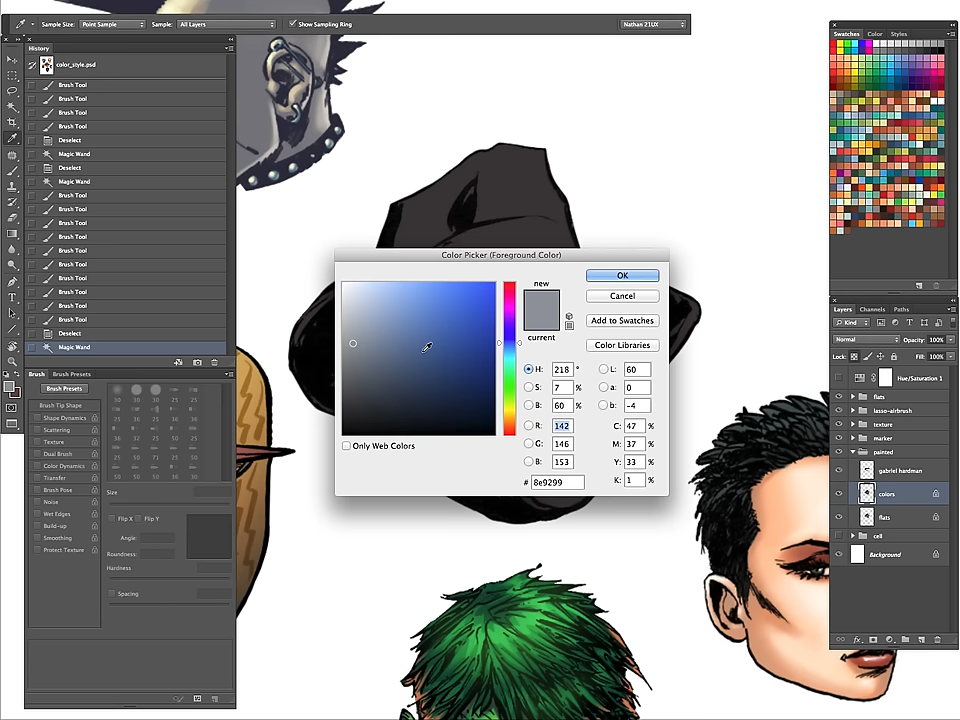 Sample Size: Point Sample Sample: All Layers Show Sampling Ring Nathan 21UX
History
color_style.psd
Brush Tool
Brush Tool
Brush Tool
Brush Tool
Deselect
Magic Wand
Deselect
Magic Wand
Brush Tool
Brush Tool
Brush Tool
Brush Tool
Brush Tool
Brush Tool
Brush Tool
Brush Tool
Brush Tool
Brush Tool
Deselect
Magic Wand
Brush Brush Presets
Brush Presets
Brush Tip Shape
Shape Dynamics
Scattering
Texture
Dual Brush
Color Dynamics
Transfer
Brush Pose
Noise
Wet Edges
Build-up
Smoothing
Protect Texture
30 30 30 25 25
Size
Flip X Flip Y
Angle:
Roundness:
Hardness
Spacing
Color Picker (Foreground Color)
new
current
OK
Cancel
Add to Swatches
Color Libraries
H: 218 °
S: 7 %
B: 60 %
R: 142
G: 146
B: 153
# 8e9299
L: 60
a: 0
b: -4
C: 47 %
M: 37 %
Y: 33 %
K: 1 %
Only Web Colors
Swatches Color Styles
Layers Channels Paths
Kind
Normal Opacity: 100%
Lock: Fill: 100%
Hue/Saturation 1
flats
lasso-airbrush
texture
marker
painted
gabriel hardman
colors
flats
cell
Background
fx